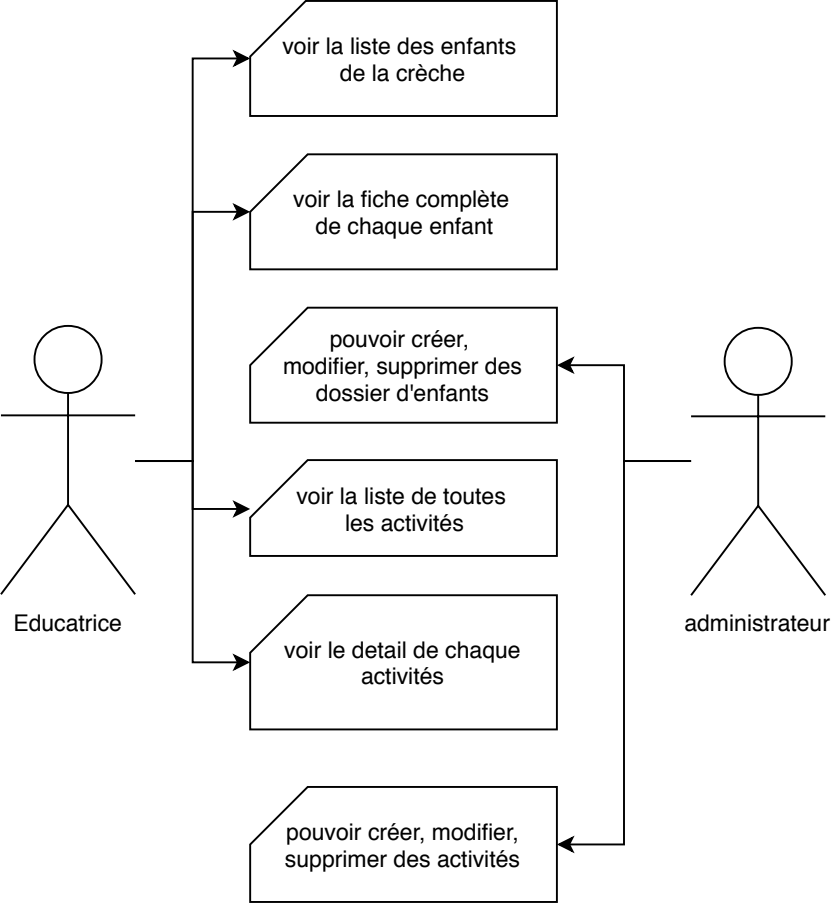 voir la liste des enfants
de la crèche
voir la fiche complète
de chaque enfant
pouvoir créer,
modifier, supprimer des
dossier d'enfants
voir la liste de toutes
les activités
Educatrice
administrateur
voir le detail de chaque
activités
pouvoir créer, modifier,
supprimer des activités